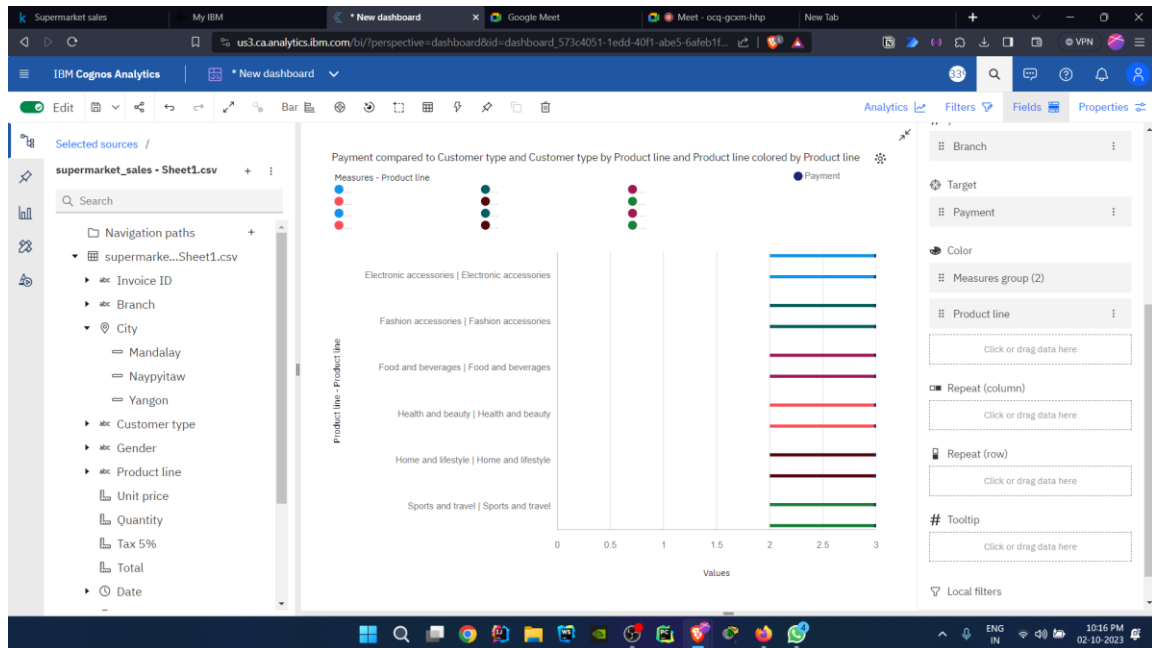 Supermarket sales
My IBM
* New dashboard
Google Meet
Meet - ocq-gcxm-hhp
New Tab
us3.ca.analytics.ibm.com/bi/?perspective=dashboard&id=dashboard_573c4051-1edd-40f1-abe5-6afeb1f...
VPN
IBM Cognos Analytics
* New dashboard
339
Edit
Bar
Analytics
Filters
Fields
Properties
Selected sources /
supermarket_sales - Sheet1.csv
Search
Navigation paths
supermarke...Sheet1.csv
abc Invoice ID
abc Branch
City
Mandalay
Naypyitaw
Yangon
abc Customer type
abc Gender
abc Product line
Unit price
Quantity
Tax 5%
Total
Date
Payment compared to Customer type and Customer type by Product line and Product line colored by Product line
Measures - Product line
Payment
Product line - Product line
Electronic accessories | Electronic accessories
Fashion accessories | Fashion accessories
Food and beverages | Food and beverages
Health and beauty | Health and beauty
Home and lifestyle | Home and lifestyle
Sports and travel | Sports and travel
0 0.5 1 1.5 2 2.5 3
Values
Branch
Target
Payment
Color
Measures group (2)
Product line
Click or drag data here
Repeat (column)
Click or drag data here
Repeat (row)
Click or drag data here
# Tooltip
Click or drag data here
Local filters
ENG
IN
10:16 PM
02-10-2023